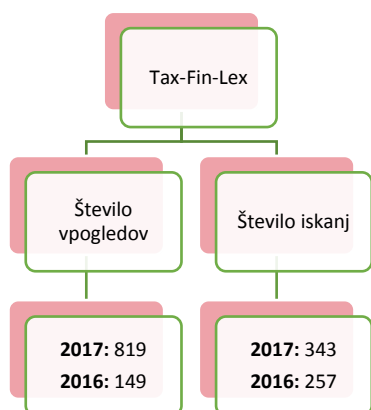 Tax-Fin-Lex
Število
vpogledov
Število iskanj
2017: 819
2016: 149
2017: 343
2016: 257